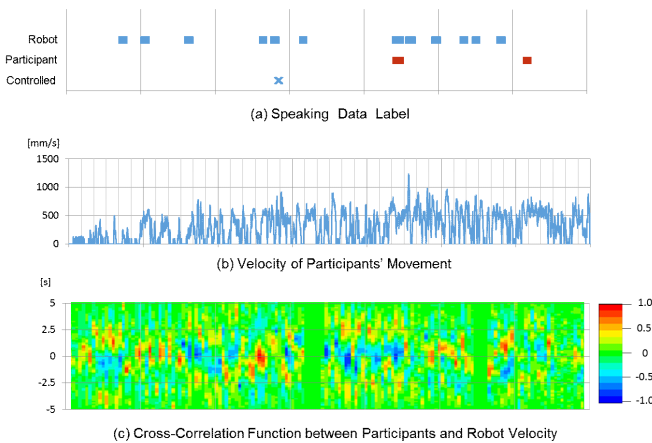 Robot
Participant
Controlled
(a) Speaking Data Label
[mm/s]
1500
1000
500
0
(b) Velocity of Participants' Movement
[s]
5
2.5
0
-2.5
-5
1.0
0.5
0
-0.5
-1.0
(c) Cross-Correlation Function between Participants and Robot Velocity